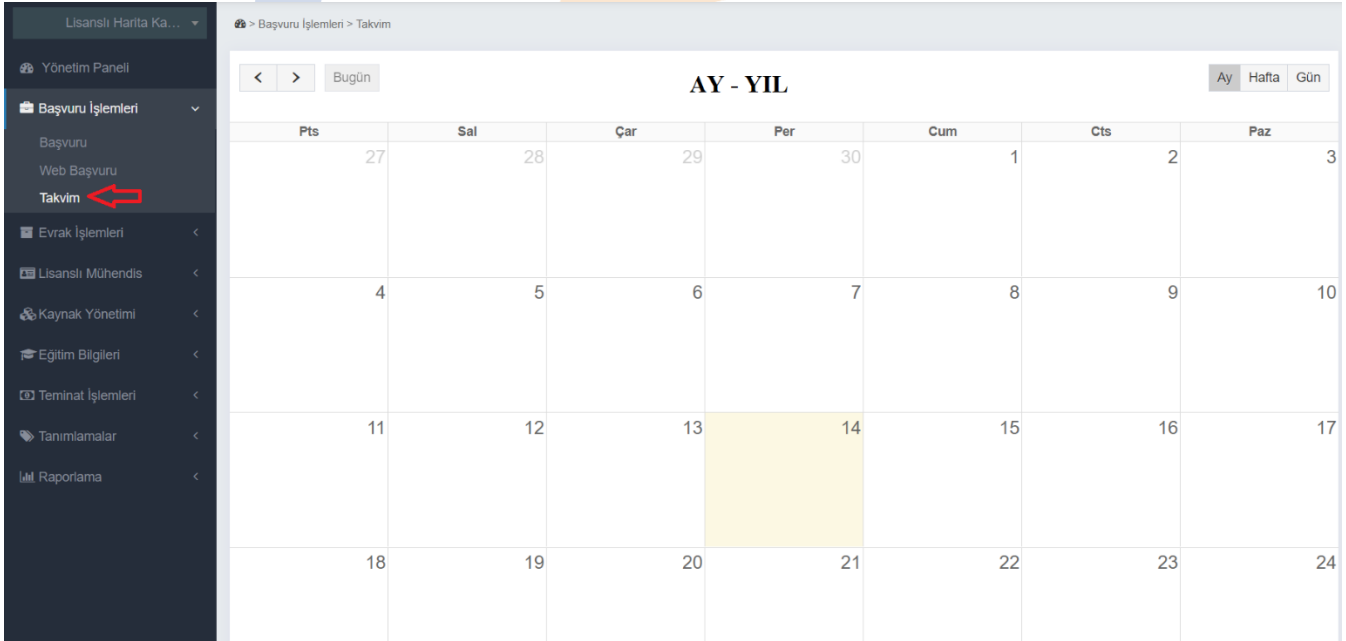 Lisanslı Harita Ka...
> Başvuru İşlemleri > Takvim
Yönetim Paneli
Başvuru İşlemleri
Başvuru
Web Başvuru
Takvim
Evrak İşlemleri
Lisanslı Mühendis
Kaynak Yönetimi
Eğitim Bilgileri
Teminat İşlemleri
Tanımlamalar
Raporlama
Bugün
AY - YIL
Ay Hafta Gün
Pts Sal Çar Per Cum Cts Paz
27 28 29 30 1 2 3
4 5 6 7 8 9 10
11 12 13 14 15 16 17
18 19 20 21 22 23 24